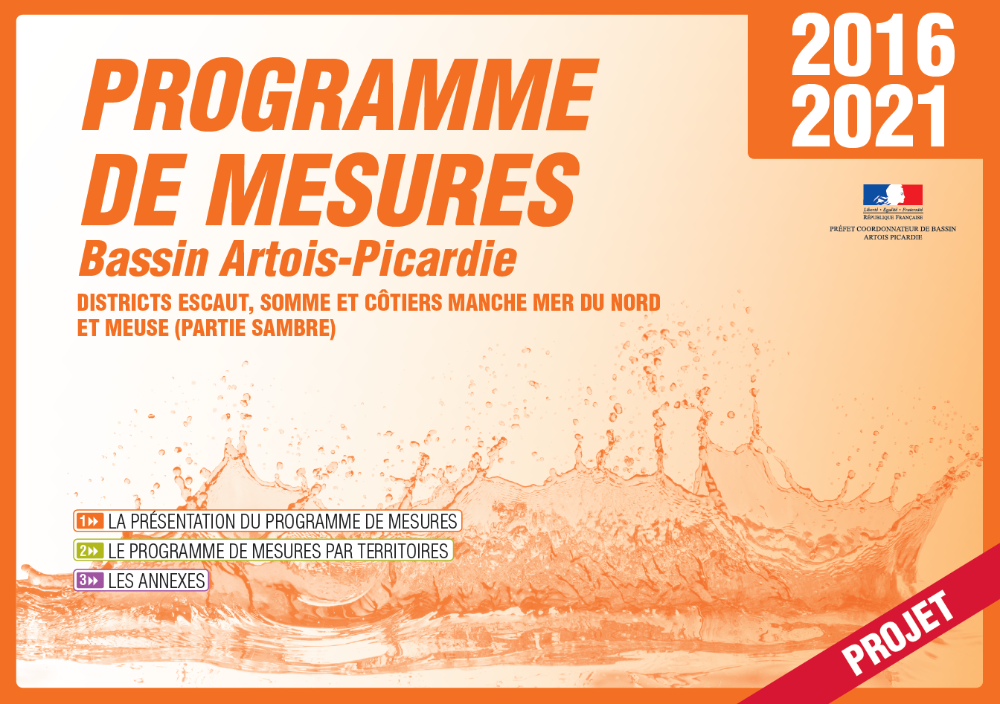 2016
2021
PROGRAMME
DE MESURES
Bassin Artois-Picardie
DISTRICTS ESCAUT, SOMME ET CÔTIERS MANCHE MER DU NORD
ET MEUSE (PARTIE SAMBRE)
Liberté • Egalité • Fraternité
RÉPUBLIQUE FRANÇAISE
PRÉFET COORDONNATEUR DE BASSIN
ARTOIS PICARDIE
1 LA PRÉSENTATION DU PROGRAMME DE MESURES
2 LE PROGRAMME DE MESURES PAR TERRITOIRES
3 LES ANNEXES
PROJET